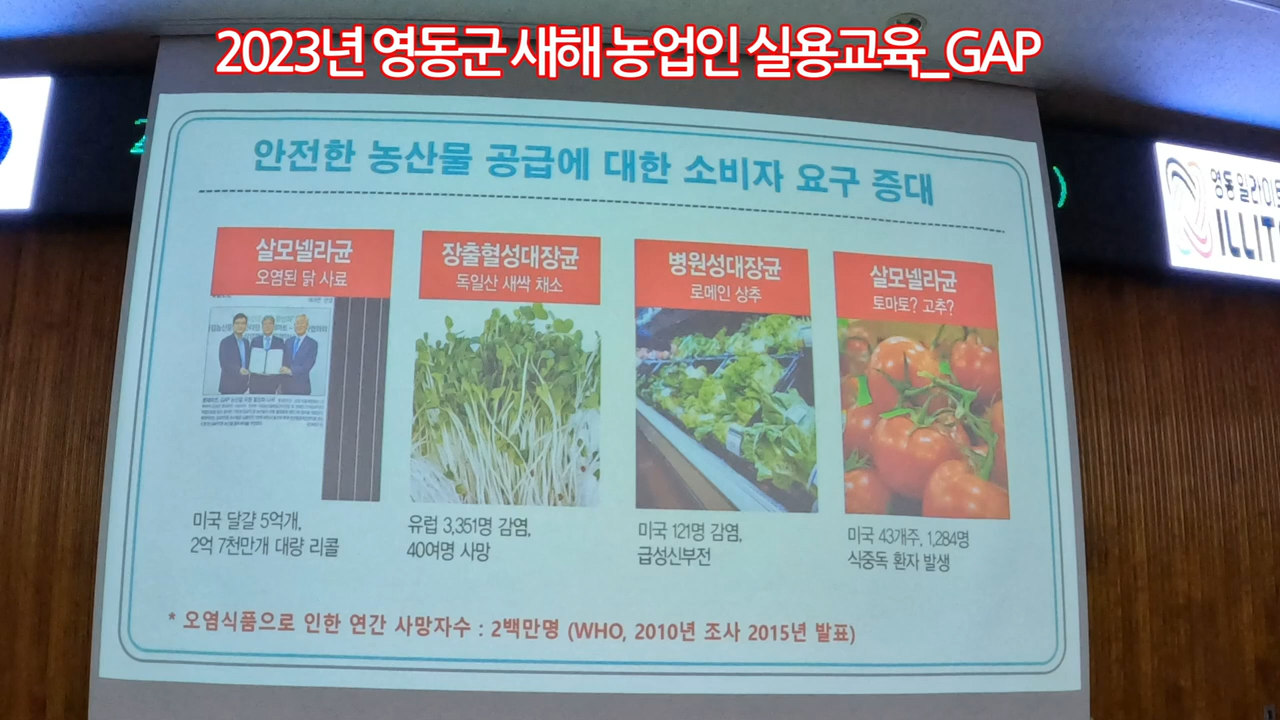 2023년 영동군 새해 농업인 실용교육_GAP
영동 일라이트
ILLIT
안전한 농산물 공급에 대한 소비자 요구 증대
살모넬라균
오염된 닭 사료
미국 달걀 5억개,
2억 7천만개 대량 리콜
장출혈성대장균
독일산 새싹 채소
유럽 3,351명 감염,
40여명 사망
병원성대장균
로메인 상추
미국 121명 감염,
급성신부전
살모넬라균
토마토? 고추?
미국 43개주, 1,284명
식중독 환자 발생
* 오염식품으로 인한 연간 사망자수 : 2백만명 (WHO, 2010년 조사 2015년 발표)